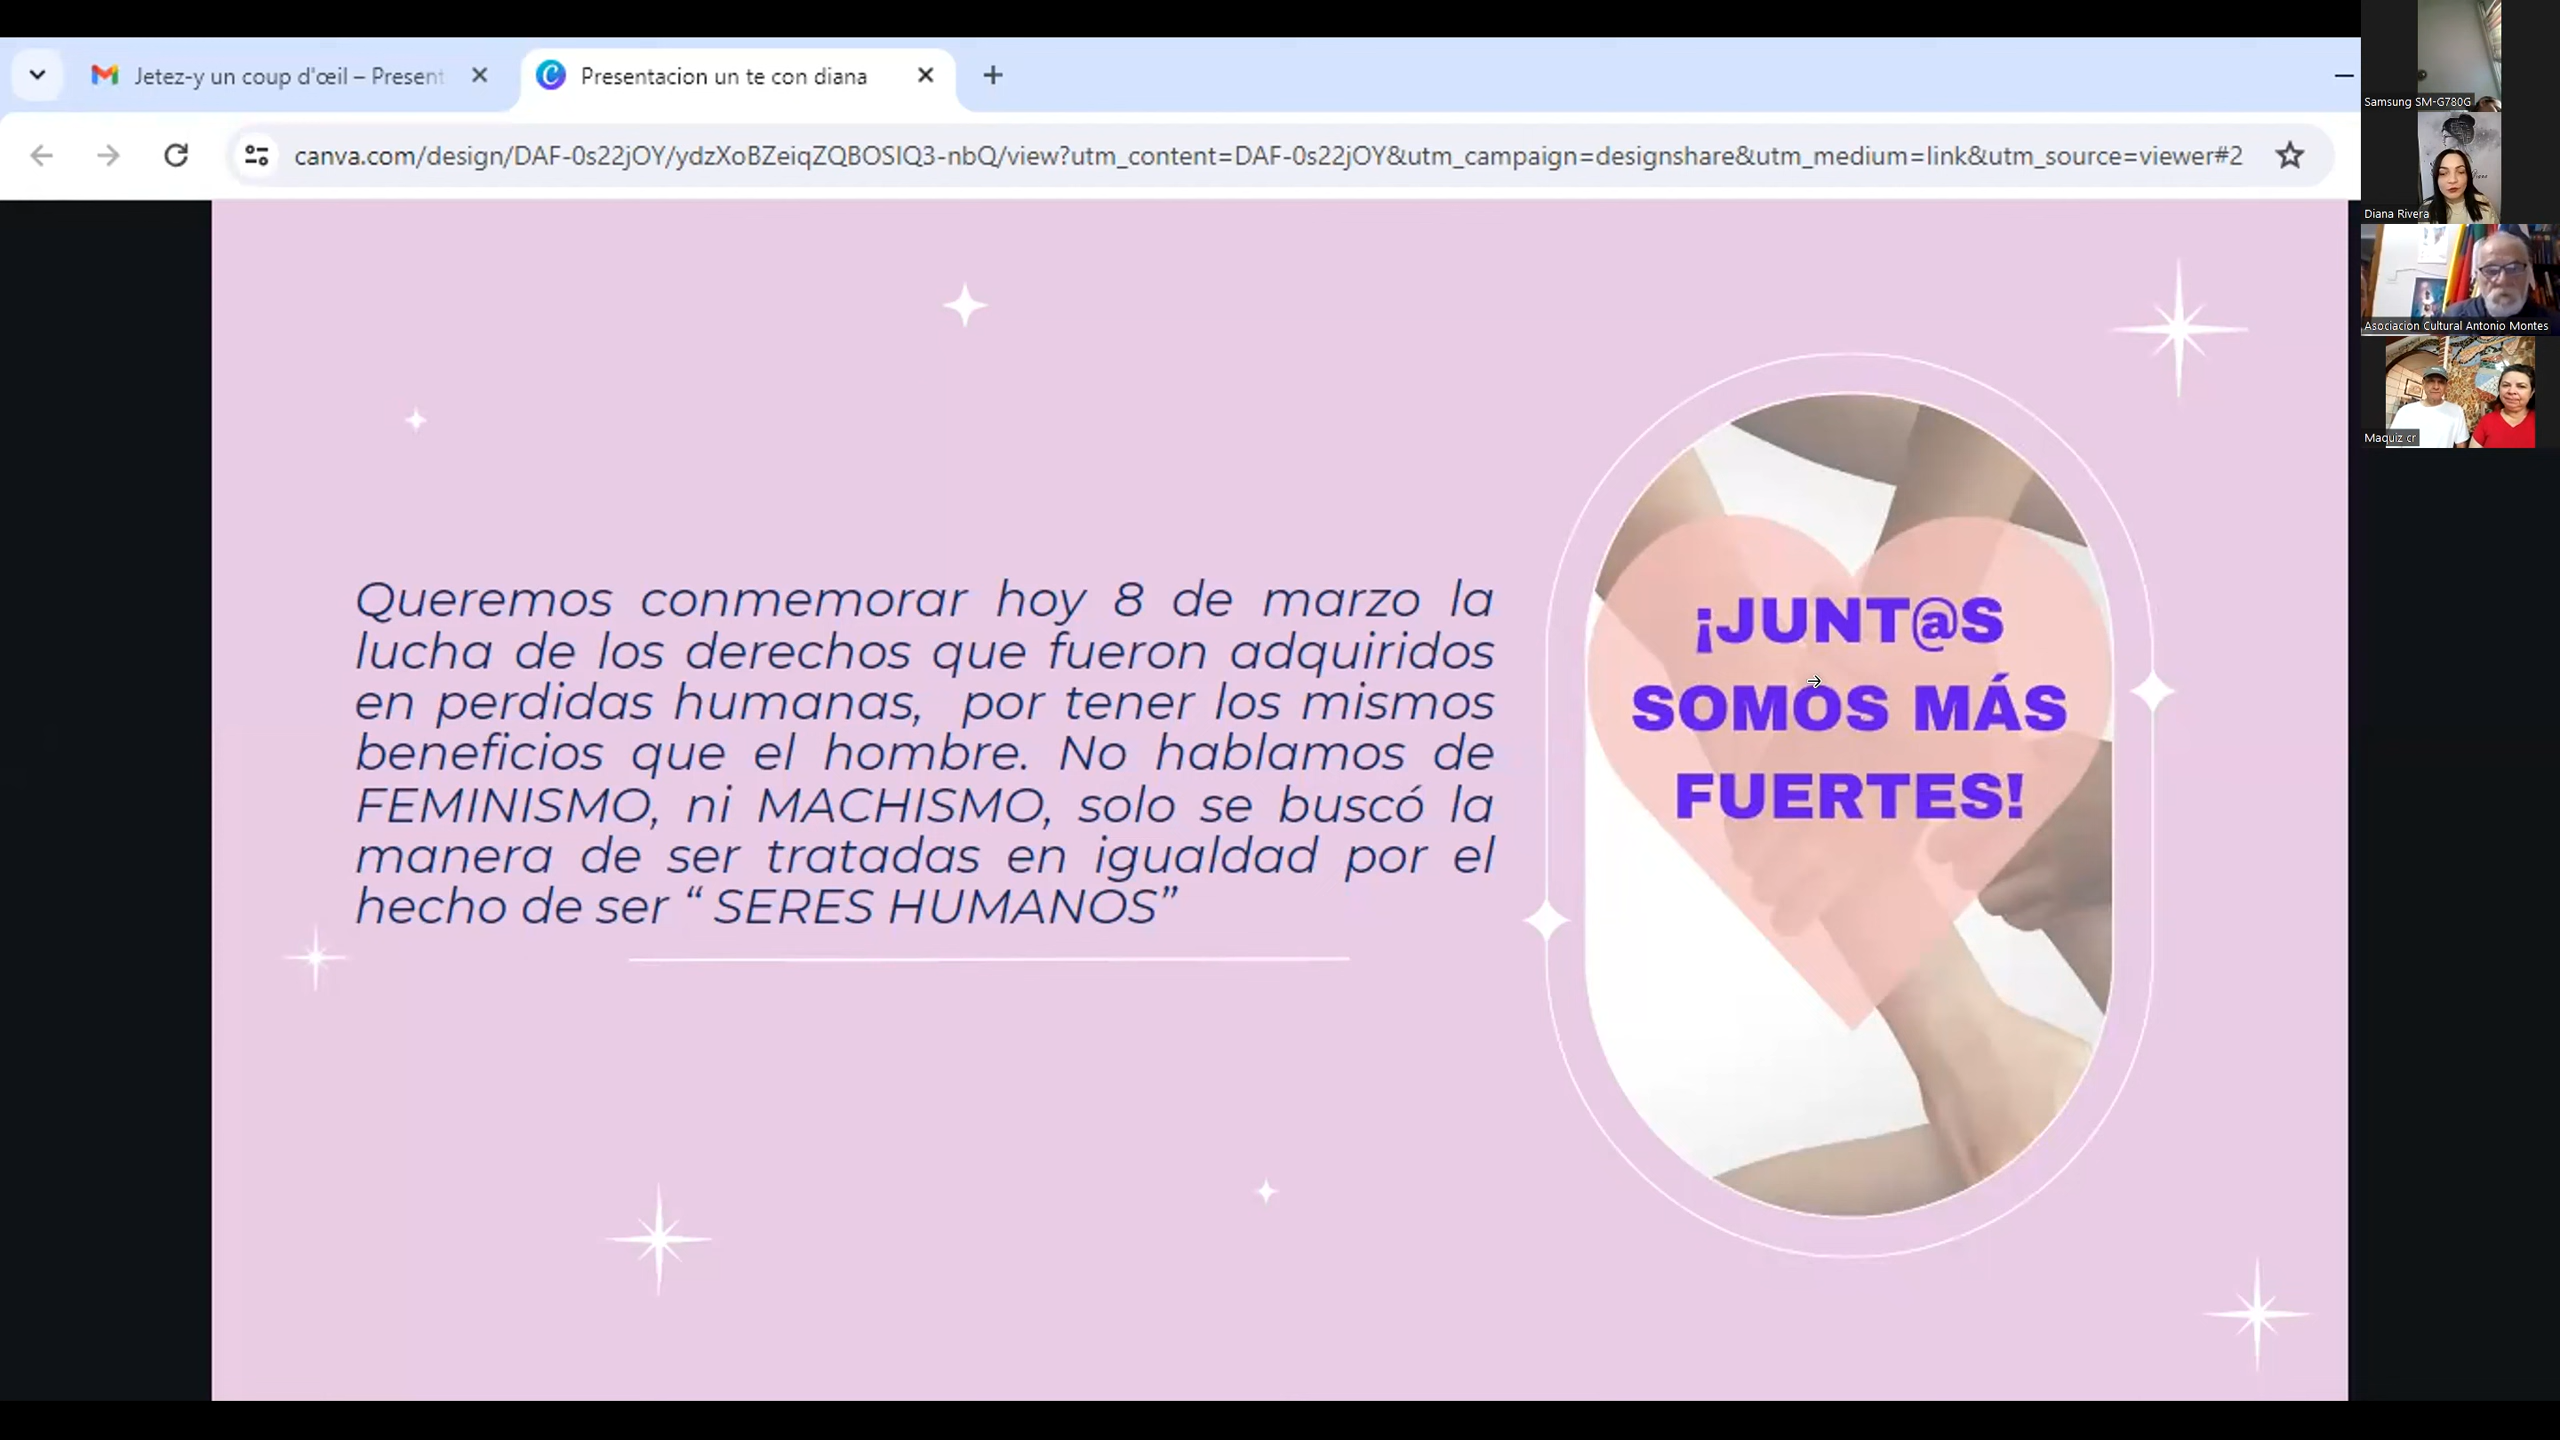 Jetez-y un coup d'œil – Present
Presentacion un te con diana
canva.com/design/DAF-0s22jOY/ydzXoBZeiqZQBOSIQ3-nbQ/view?utm_content=DAF-0s22jOY&utm_campaign=designshare&utm_medium=link&utm_source=viewer#2
Queremos conmemorar hoy 8 de marzo la
lucha de los derechos que fueron adquiridos
en perdidas humanas, por tener los mismos
beneficios que el hombre. No hablamos de
FEMINISMO, ni MACHISMO, solo se buscó la
manera de ser tratadas en igualdad por el
hecho de ser “ SERES HUMANOS”
¡JUNT@S
SOMOS MÁS
FUERTES!
Samsung SM-G780G
Diana Rivera
Asociacion Cultural Antonio Montes
Maquiz cr